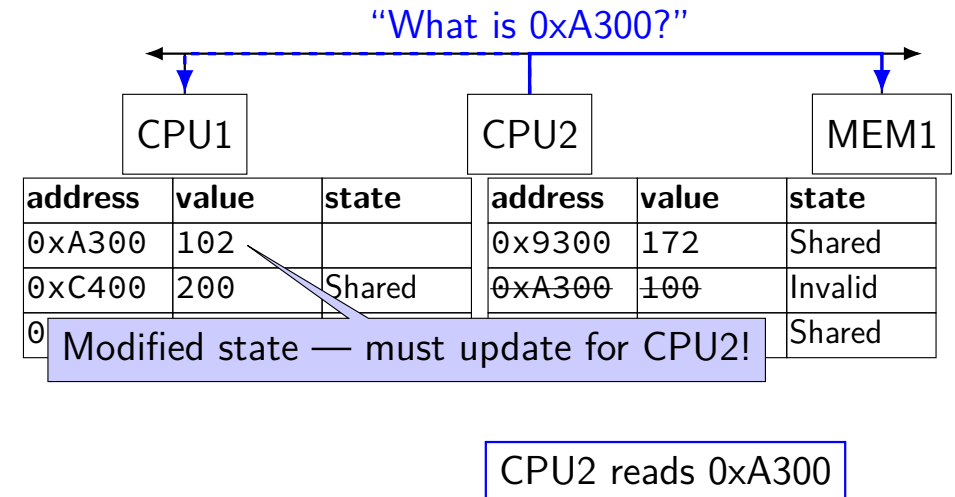 “What is 0xA300?”
CPU1 CPU2 MEM1
address value state address value state
0xA300 102 0x9300 172 Shared
0xC400 200 Shared 0xA300 100 Invalid
0 Shared
Modified state — must update for CPU2!
CPU2 reads 0xA300